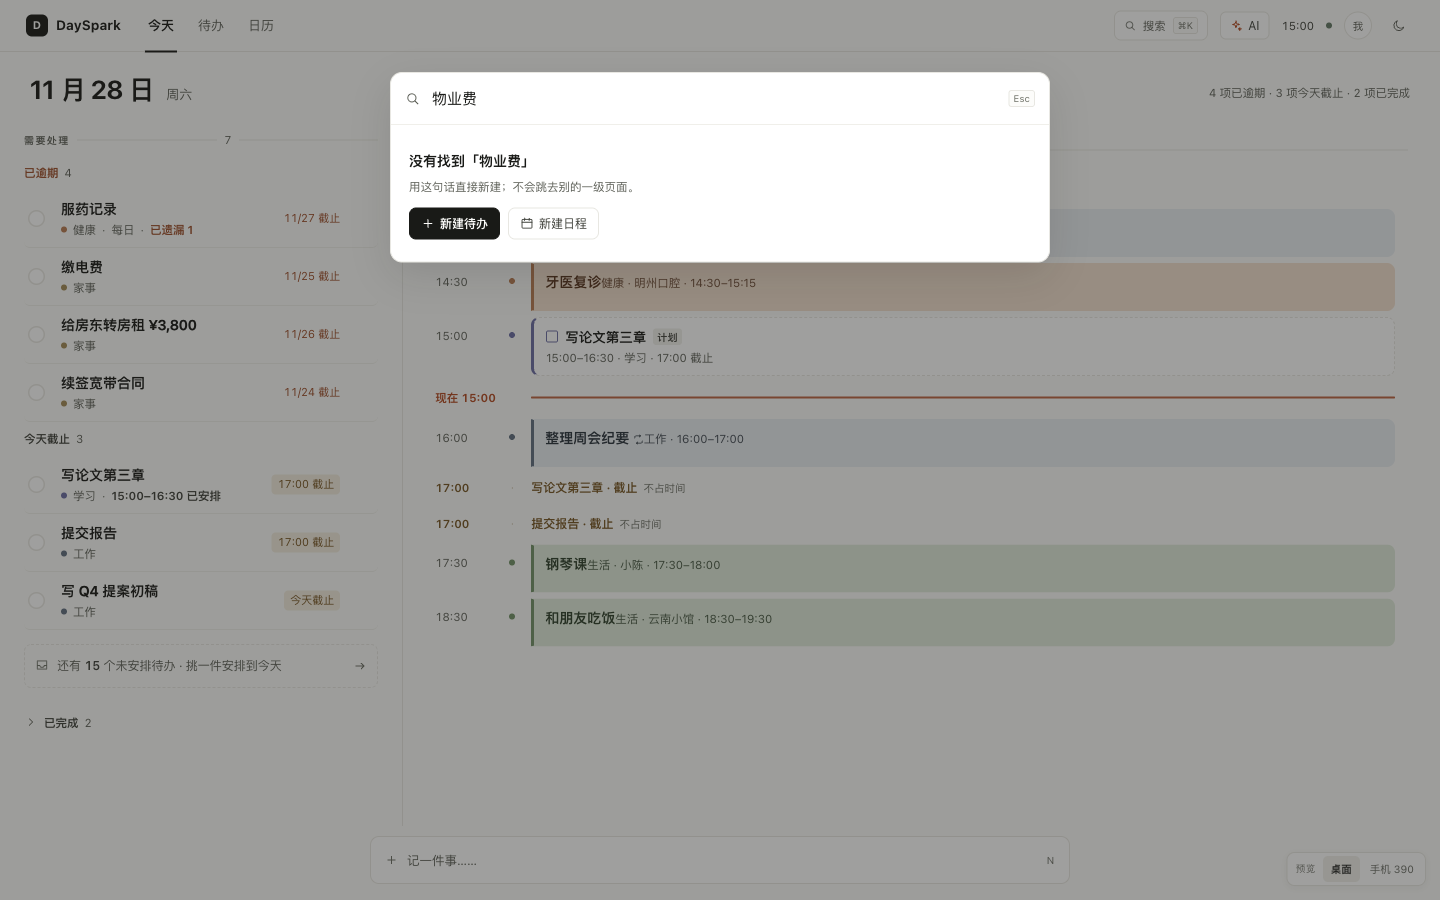 D DaySpark 今天 待办 日历 搜索 ⌘K AI 15:00 我
11 月 28 日 周六
4 项已逾期 · 3 项今天截止 · 2 项已完成
物业费 Esc
没有找到「物业费」
用这句话直接新建；不会跳去别的一级页面。
新建待办 新建日程
需要处理 7
已逾期 4
服药记录 11/27 截止
健康 · 每日 · 已遗漏 1
缴电费 11/25 截止
家事
给房东转房租 ¥3,800 11/26 截止
家事
续签宽带合同 11/24 截止
家事
今天截止 3
写论文第三章 17:00 截止
学习 · 15:00–16:30 已安排
提交报告 17:00 截止
工作
写 Q4 提案初稿 今天截止
工作
还有 15 个未安排待办 · 挑一件安排到今天
已完成 2
14:30 牙医复诊健康 · 明州口腔 · 14:30–15:15
15:00 写论文第三章 计划
15:00–16:30 · 学习 · 17:00 截止
现在 15:00
16:00 整理周会纪要 工作 · 16:00–17:00
17:00 写论文第三章 · 截止 不占时间
17:00 提交报告 · 截止 不占时间
17:30 钢琴课生活 · 小陈 · 17:30–18:00
18:30 和朋友吃饭生活 · 云南小馆 · 18:30–19:30
记一件事…… N
预览 桌面 手机 390